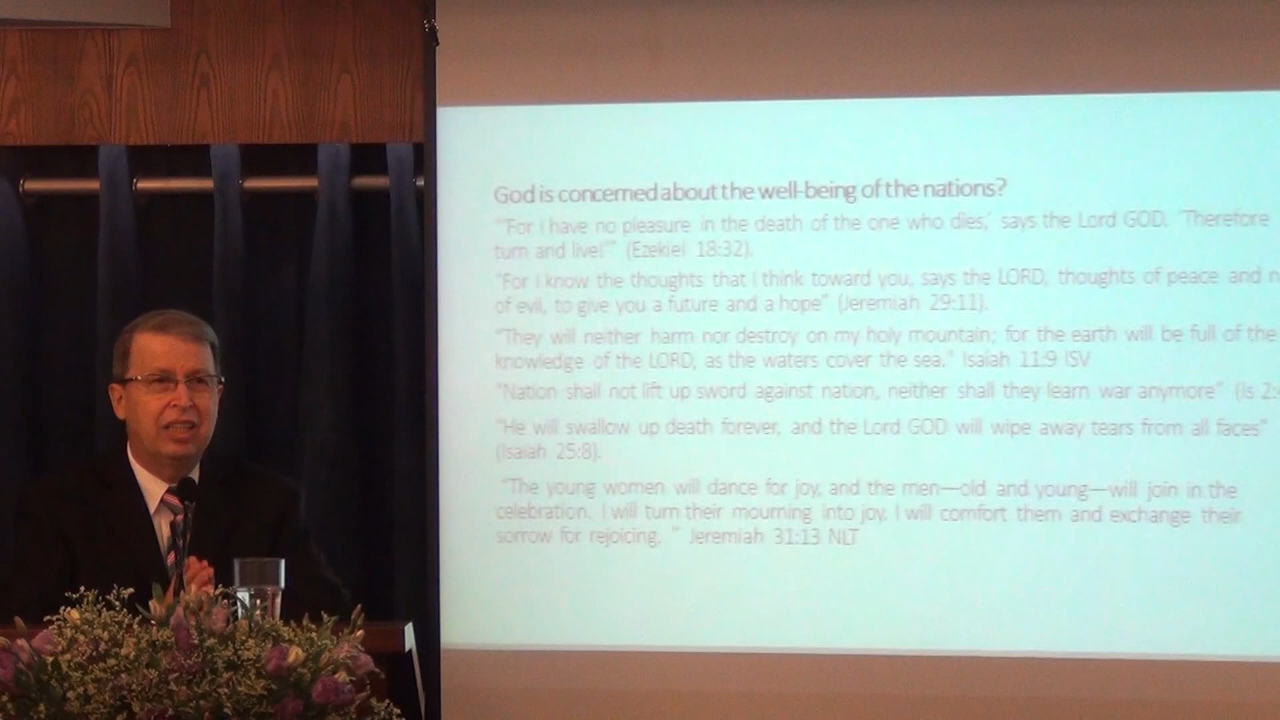 God is concerned about the well-being of the nations?
"'For I have no pleasure in the death of the one who dies,' says the Lord GOD. 'Therefore
turn and live!'" (Ezekiel 18:32).
"For I know the thoughts that I think toward you, says the LORD, thoughts of peace and
of evil, to give you a future and a hope" (Jeremiah 29:11).
"They will neither harm nor destroy on my holy mountain; for the earth will be full of the
knowledge of the LORD, as the waters cover the sea." Isaiah 11:9 ISV
"Nation shall not lift up sword against nation, neither shall they learn war anymore" (Is 2:
"He will swallow up death forever, and the Lord GOD will wipe away tears from all faces"
(Isaiah 25:8).
"The young women will dance for joy, and the men—old and young—will join in the
celebration. I will turn their mourning into joy. I will comfort them and exchange their
sorrow for rejoicing. " Jeremiah 31:13 NLT